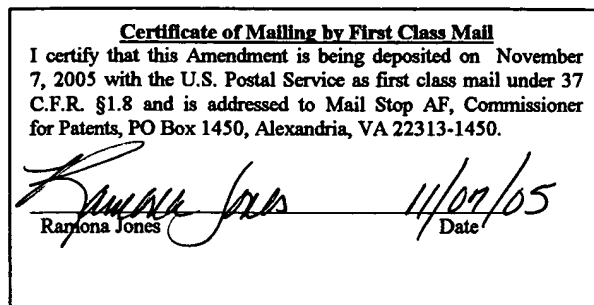 Certificate of Mailing by First Class Mail
I certify that this Amendment is being deposited on November
7, 2005 with the U.S. Postal Service as first class mail under 37
C.F.R. §1.8 and is addressed to Mail Stop AF, Commissioner
for Patents, PO Box 1450, Alexandria, VA 22313-1450.
Ramona Jones 11/07/05
Ramona Jones Date